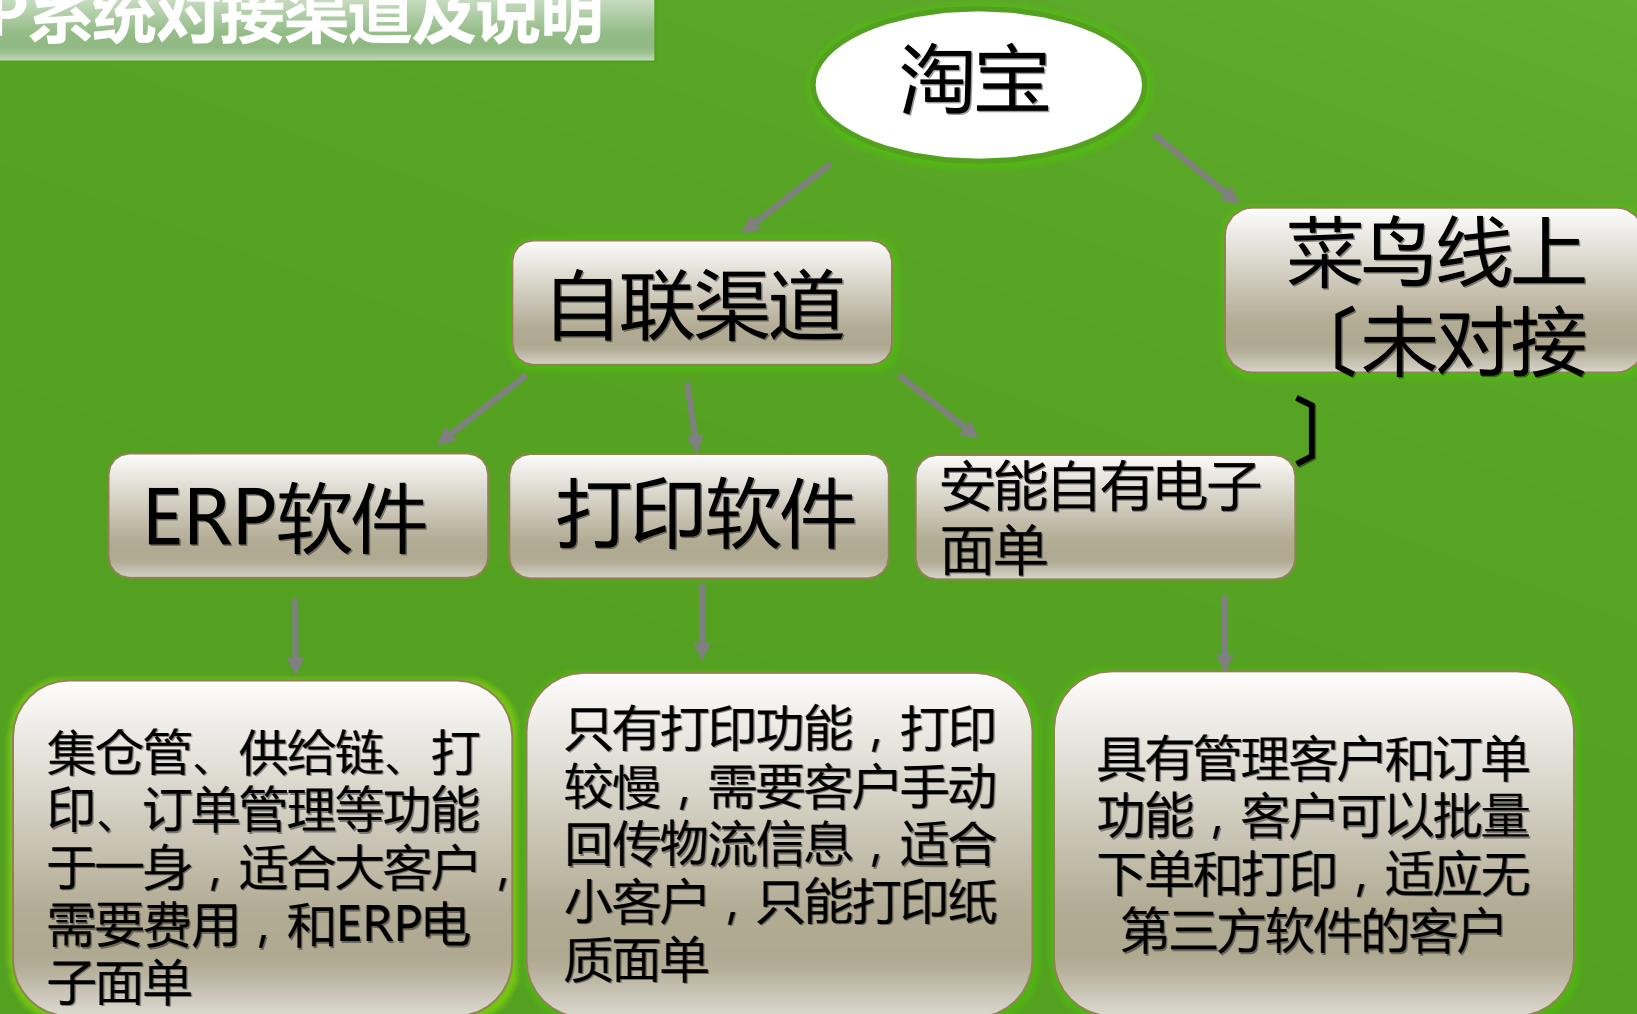 P系统对接渠道及说明
淘宝
菜鸟线上
〔未对接
〕
自联渠道
ERP软件
打印软件
安能自有电子
面单
集仓管、供给链、打
印、订单管理等功能
于一身，适合大客户，
需要费用，和ERP电
子面单
只有打印功能，打印
较慢，需要客户手动
回传物流信息，适合
小客户，只能打印纸
质面单
具有管理客户和订单
功能，客户可以批量
下单和打印，适应无
第三方软件的客户